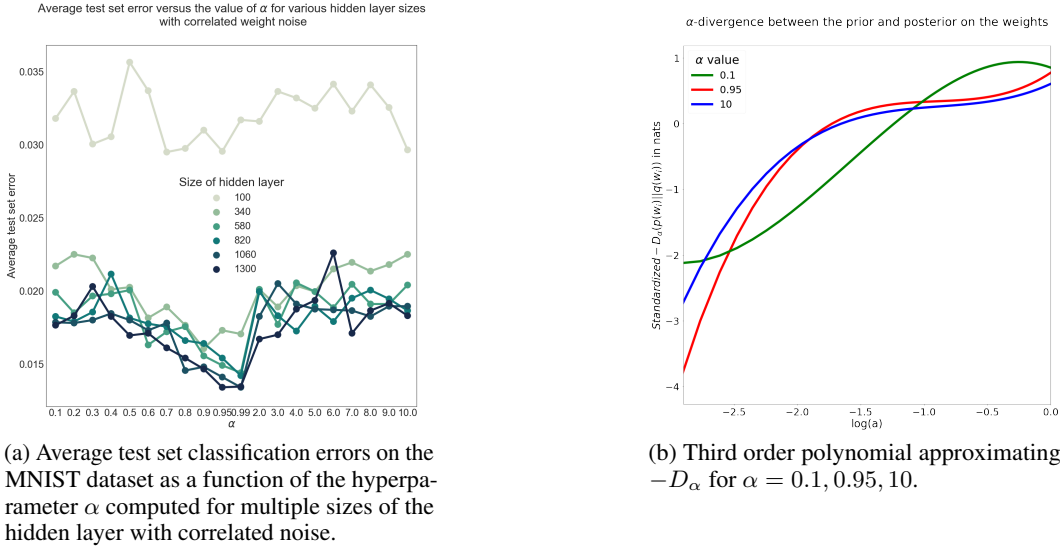 Average test set error versus the value of α for various hidden layer sizes
with correlated weight noise
0.035
0.030
0.025
0.020
0.015
Average test set error
Size of hidden layer
100
340
580
820
1060
1300
0.1 0.2 0.3 0.4 0.5 0.6 0.7 0.8 0.9 0.95 0.99 2.0 3.0 4.0 5.0 6.0 7.0 8.0 9.0 10.0
α
(a) Average test set classification errors on the
MNIST dataset as a function of the hyperpa-
rameter α computed for multiple sizes of the
hidden layer with correlated noise.
α-divergence between the prior and posterior on the weights
α value
0.1
0.95
10
1
0
−1
−2
−3
−4
Standardized − Dα(p(wᵢ)||q(wᵢ)) in nats
−2.5 −2.0 −1.5 −1.0 −0.5 0.0
log(a)
(b) Third order polynomial approximating
−Dα for α = 0.1, 0.95, 10.